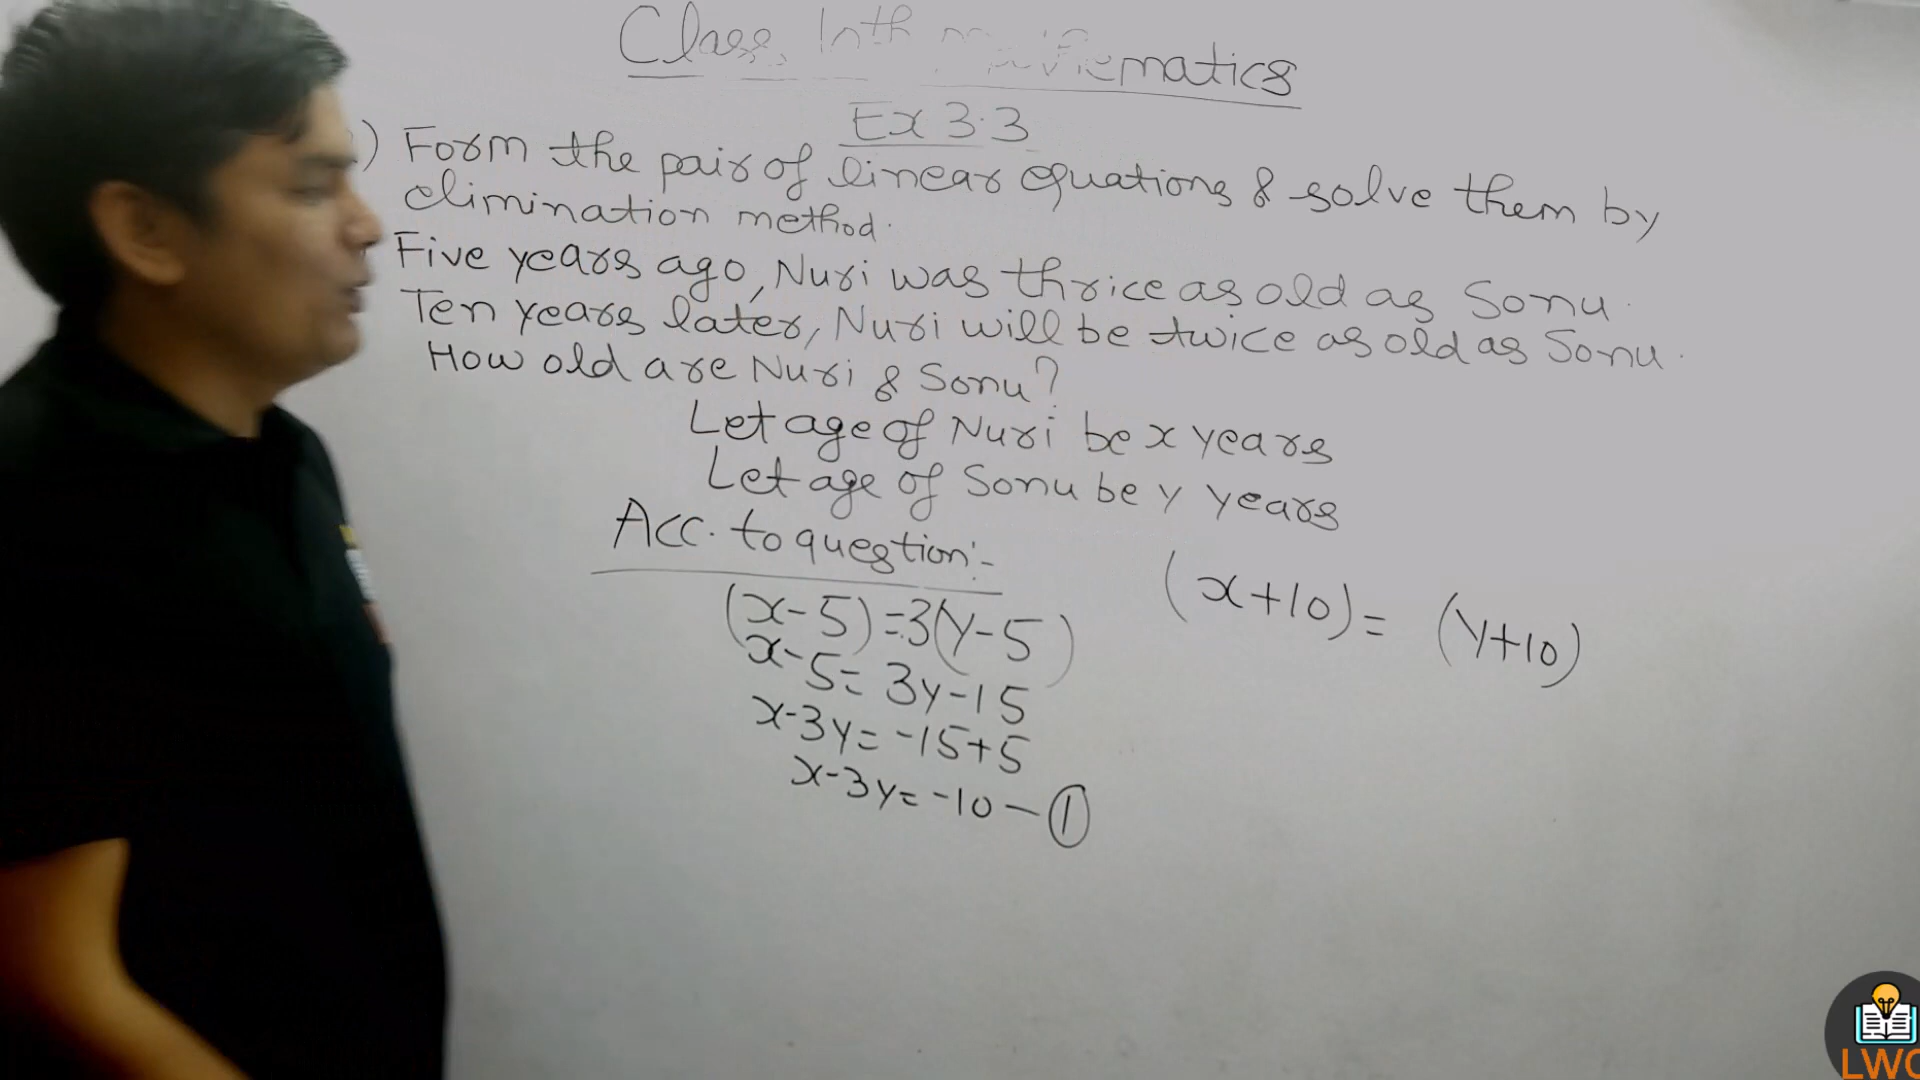 Class 10th mathematics
Ex 3.3
) Form the pair of linear equations & solve them by
elimination method.
Five years ago, Nuri was thrice as old as Sonu.
Ten years later, Nuri will be twice as old as Sonu.
How old are Nuri & Sonu?
Let age of Nuri be x years
Let age of Sonu be y years
Acc. to question:-
(x-5)=3(y-5)
x-5=3y-15
x-3y=-15+5
x-3y=-10-①
(x+10)= (y+10)
LWC